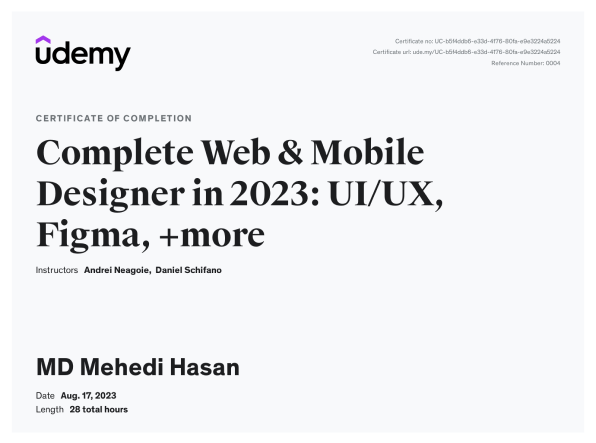 udemy
Certificate no: UC-b5f4ddb6-e33d-4f76-80fa-e9e3224a5224
Certificate url: ude.my/UC-b5f4ddb6-e33d-4f76-80fa-e9e3224a5224
Reference Number: 0004
CERTIFICATE OF COMPLETION
Complete Web & Mobile
Designer in 2023: UI/UX,
Figma, +more
Instructors Andrei Neagoie, Daniel Schifano
MD Mehedi Hasan
Date Aug. 17, 2023
Length 28 total hours